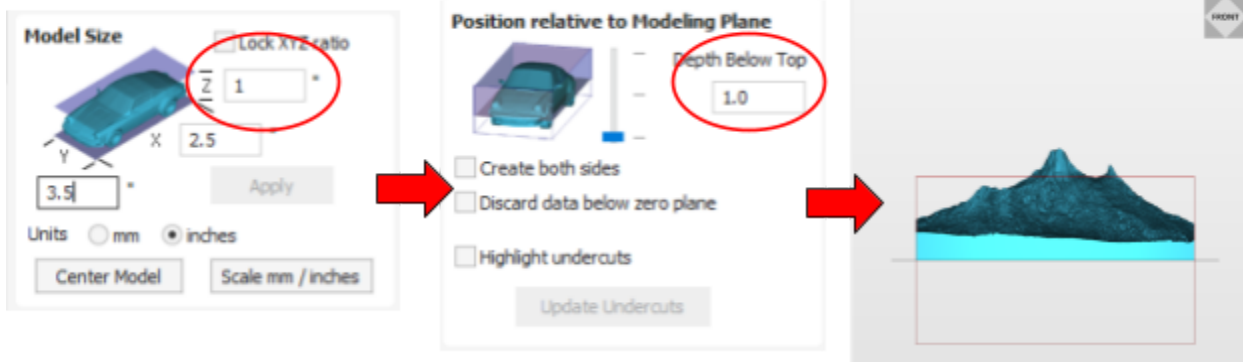 Model Size
Lock XYZ ratio
Z 1 "
X 2.5 "
Y
3.5 "
Apply
Units mm inches
Center Model Scale mm / inches
Position relative to Modeling Plane
Depth Below Top
1.0
Create both sides
Discard data below zero plane
Highlight undercuts
Update Undercuts
FRONT